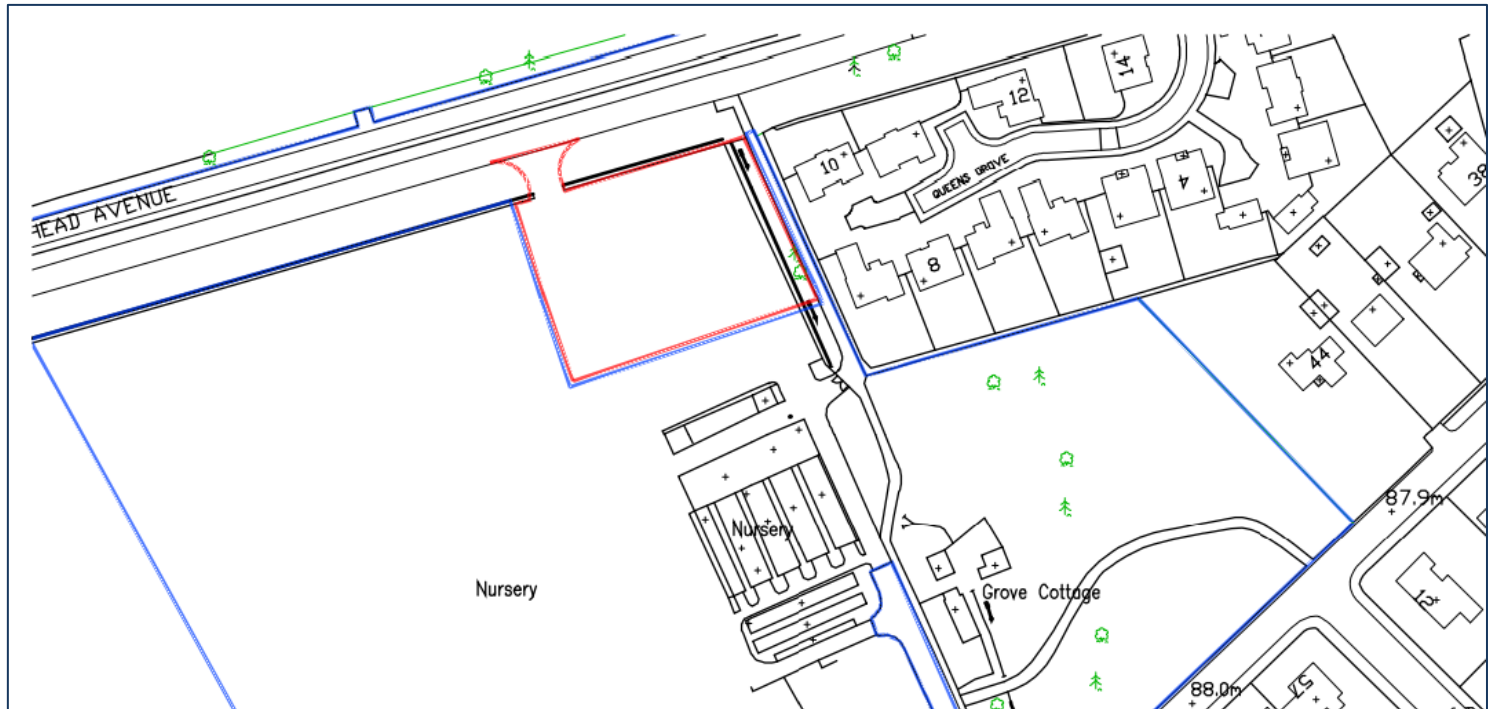 14
12
10
38
QUEENS GROVE
4
HEAD AVENUE
8
44
87.9m
Nursery
Nursery
Grove Cottage
12
57
88.0m